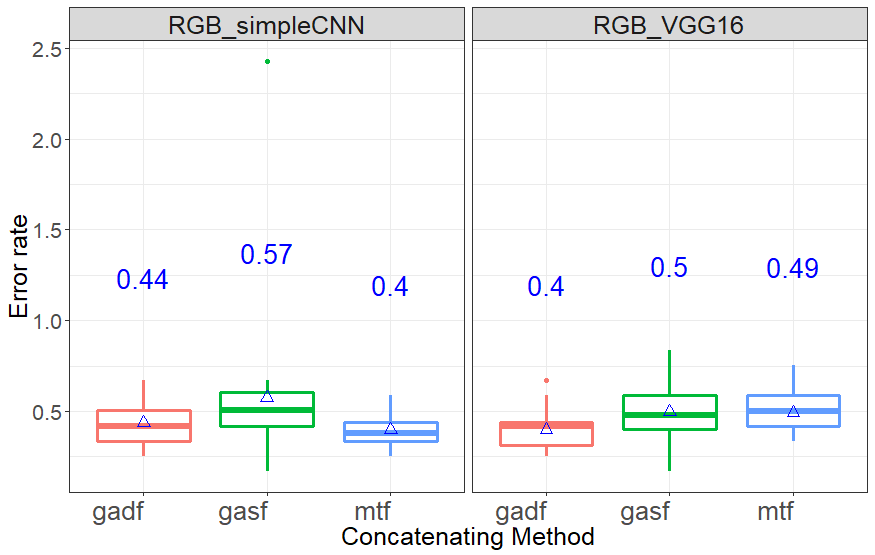 RGB_simpleCNN RGB_VGG16
2.5
2.0
1.5
1.0
0.5
Error rate
0.44 0.57 0.4 0.4 0.5 0.49
gadf gasf mtf gadf gasf mtf
Concatenating Method